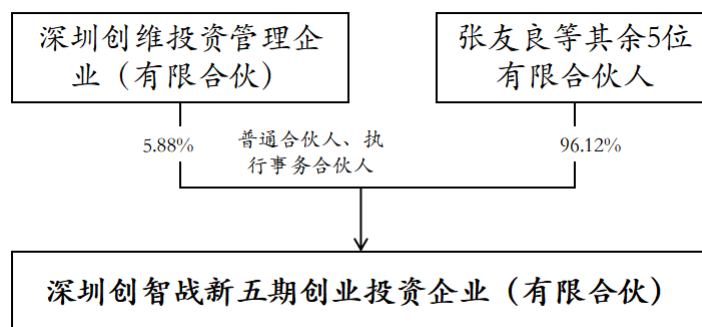 深圳创维投资管理企
业（有限合伙）
张友良等其余5位
有限合伙人
5.88%
普通合伙人、执
行事务合伙人
96.12%
深圳创智战新五期创业投资企业（有限合伙）